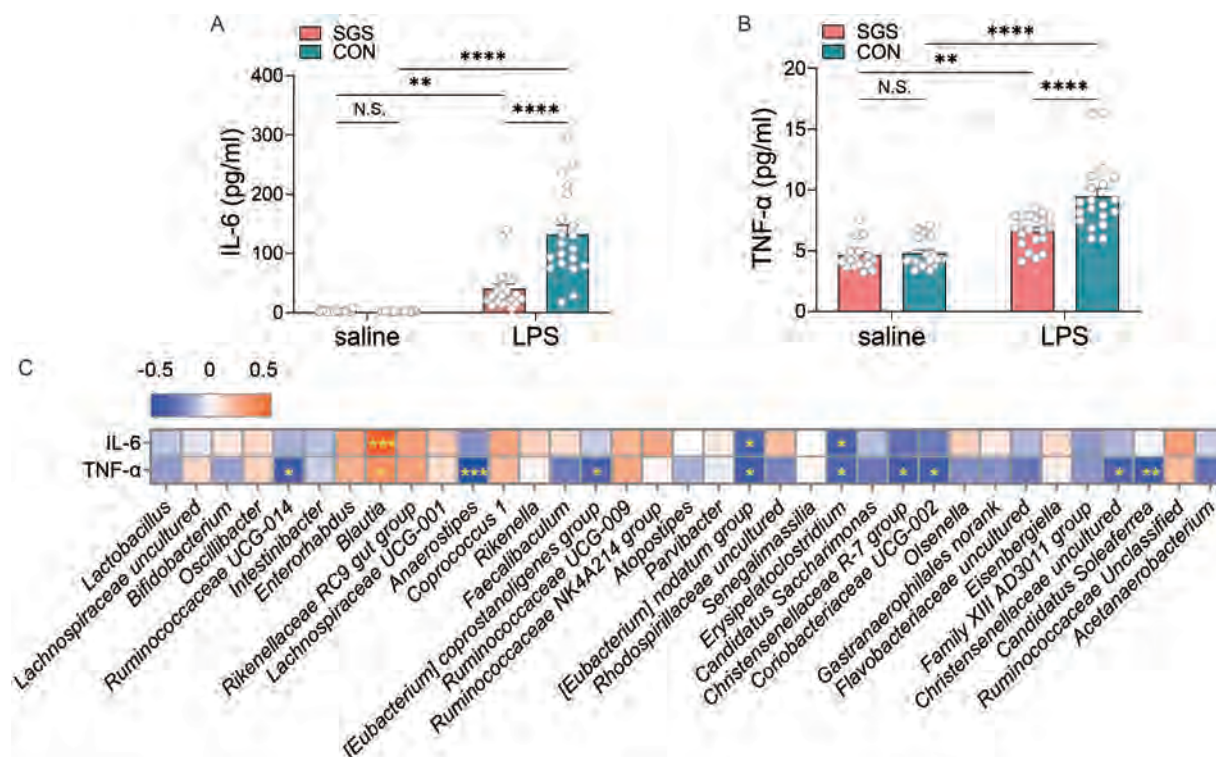 A
SGS
CON
IL-6 (pg/ml)
400
300
200
100
0
N.S.
**
****
****
saline
LPS
B
SGS
CON
TNF-α (pg/ml)
20
15
10
5
0
N.S.
**
****
****
saline
LPS
C
-0.5 0 0.5
IL-6
*** * *
TNF-α
* * *** * * * * * * **
Lactobacillus
Lachnospiraceae uncultured
Bifidobacterium
Oscillibacter
Ruminococcaceae UCG-014
Intestinibacter
Enterorhabdus
Blautia
Rikenellaceae RC9 gut group
Lachnospiraceae UCG-001
Anaerostipes
Coprococcus 1
Rikenella
Faecalibaculum
[Eubacterium] coprostanoligenes group
Ruminococcaceae UCG-009
Ruminococcaceae NK4A214 group
Atopostipes
Parvibacter
[Eubacterium] nodatum group
Rhodospirillaceae uncultured
Senegalimassilia
Erysipelatoclostridium
Candidatus Saccharimonas
Christensenellaceae R-7 group
Coriobacteriaceae UCG-002
Olsenella
Gastranaerophilales norank
Flavobacteriaceae uncultured
Eisenbergiella
Family XIII AD3011 group
Christensenellaceae uncultured
Candidatus Soleaferrea
Ruminococcaceae Unclassified
Acetanaerobacterium